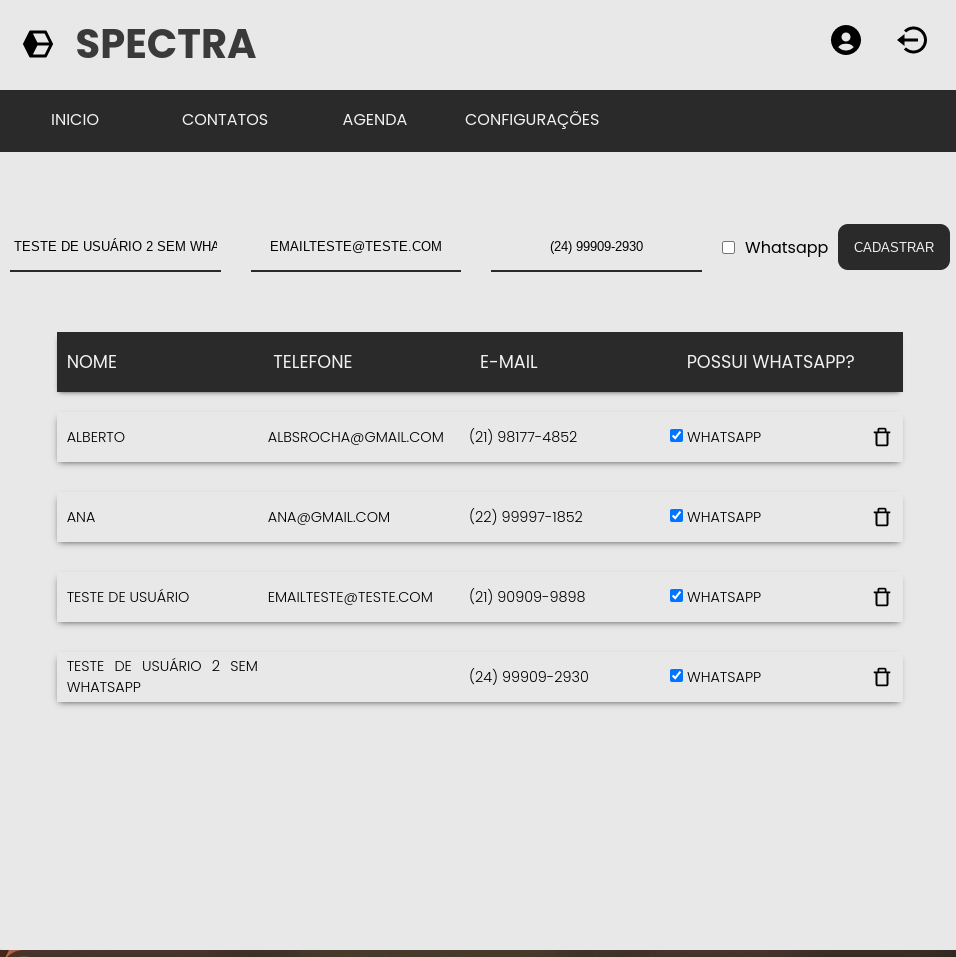 SPECTRA
INICIO CONTATOS AGENDA CONFIGURAÇÕES
TESTE DE USUÁRIO 2 SEM WHA EMAILTESTE@TESTE.COM (24) 99909-2930 Whatsapp CADASTRAR
NOME TELEFONE E-MAIL POSSUI WHATSAPP?
ALBERTO ALBSROCHA@GMAIL.COM (21) 98177-4852 WHATSAPP
ANA ANA@GMAIL.COM (22) 99997-1852 WHATSAPP
TESTE DE USUÁRIO EMAILTESTE@TESTE.COM (21) 90909-9898 WHATSAPP
TESTE DE USUÁRIO 2 SEM
WHATSAPP (24) 99909-2930 WHATSAPP